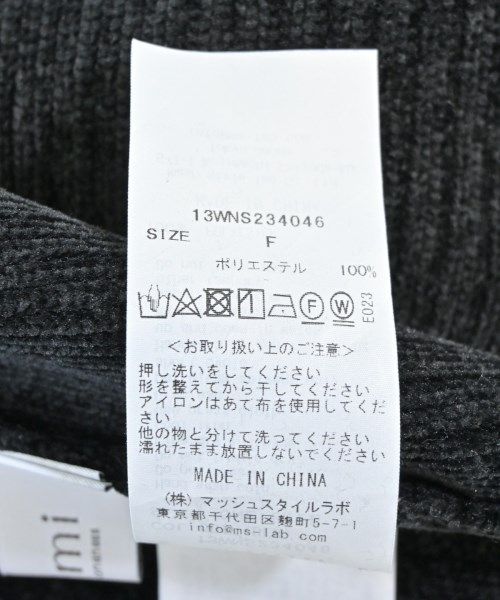 13WNS234046
SIZE F
ポリエステル 100%
F W E023
<お取り扱い上のご注意>
押し洗いをしてください
形を整えてから干してください
アイロンはあて布を使用してくだ
さい
他の物と分けて洗ってください
濡れたまま放置しないでください
MADE IN CHINA
(株) マッシュスタイルラボ
東京都千代田区麹町5-7-1
info@ms-lab.com
mi